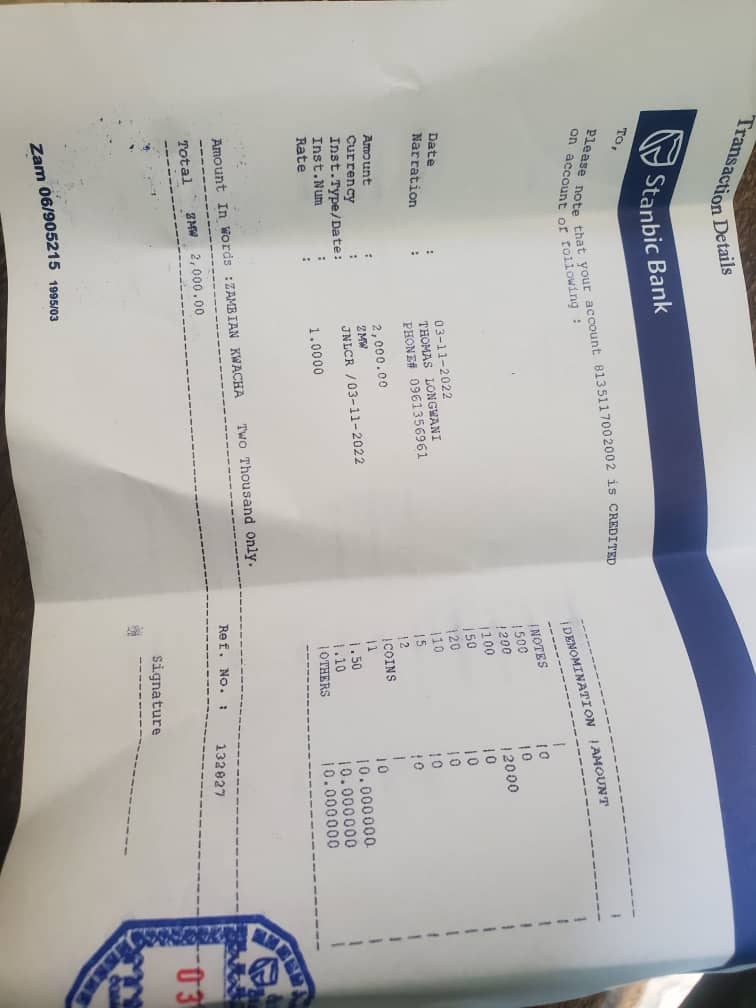 Transaction Details
Stanbic Bank
To,
Please note that your account 8135117002002 is CREDITED
on account of following :
|DENOMINATION |AMOUNT |
|NOTES | |
|500 |0 |
|200 |0 |
|100 |2000 |
|50 |0 |
|20 |0 |
|10 |0 |
|5 |0 |
|2 |0 |
|COINS | |
|1 |0 |
|.50 |0.000000 |
|.10 |0.000000 |
|OTHERS |0.000000 |
Date : 03-11-2022
Narration : THOMAS LONGWANI
PHONE# 0961356961
Amount : 2,000.00
Currency : ZMW
Inst.Type/Date: JNLCR /03-11-2022
Inst.Num :
Rate : 1.0000
Amount In Words :ZAMBIAN KWACHA Two Thousand Only.
Total ZMW 2,000.00 Ref. No. : 132827
Signature
03
Zam 06/905215 1995/03